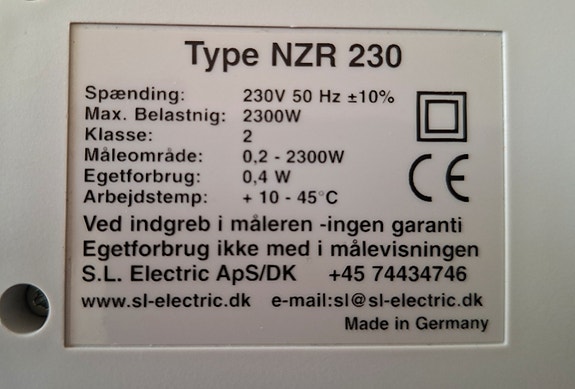 Type NZR 230
Spænding: 230V 50 Hz ±10%
Max. Belastnig: 2300W
Klasse: 2
Måleområde: 0,2 - 2300W
Egetforbrug: 0,4 W
Arbejdstemp: + 10 - 45°C
CE
Ved indgreb i måleren -ingen garanti
Egetforbrug ikke med i målevisningen
S.L. Electric ApS/DK +45 74434746
www.sl-electric.dk e-mail:sl@sl-electric.dk
Made in Germany